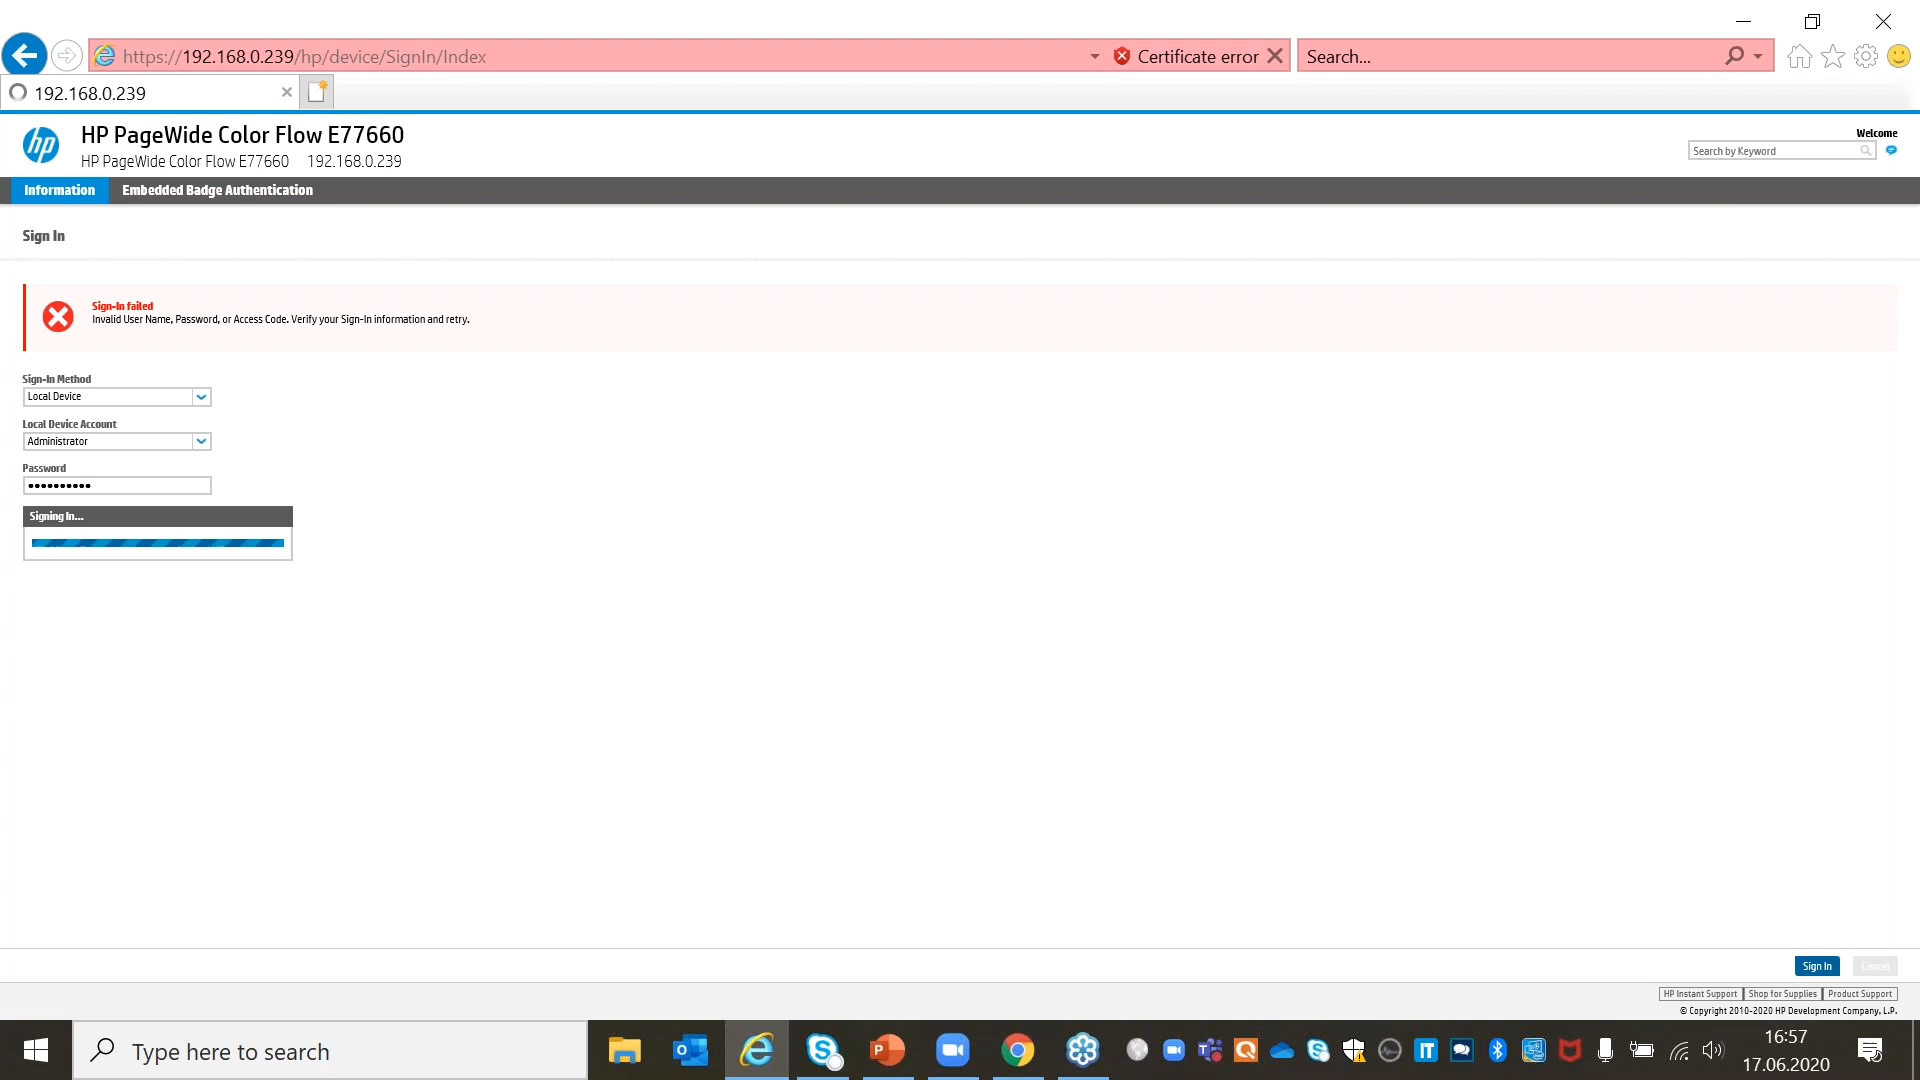 https://192.168.0.239/hp/device/SignIn/Index
Certificate error
Search...
192.168.0.239
hp
HP PageWide Color Flow E77660
HP PageWide Color Flow E77660 192.168.0.239
Welcome
Search by Keyword
Information
Embedded Badge Authentication
Sign In
Sign-In failed
Invalid User Name, Password, or Access Code. Verify your Sign-In information and retry.
Sign-In Method
Local Device
Local Device Account
Administrator
Password
Signing In...
Sign In
Cancel
HP Instant Support
Shop for Supplies
Product Support
© Copyright 2010-2020 HP Development Company, L.P.
Type here to search
16:57
17.06.2020